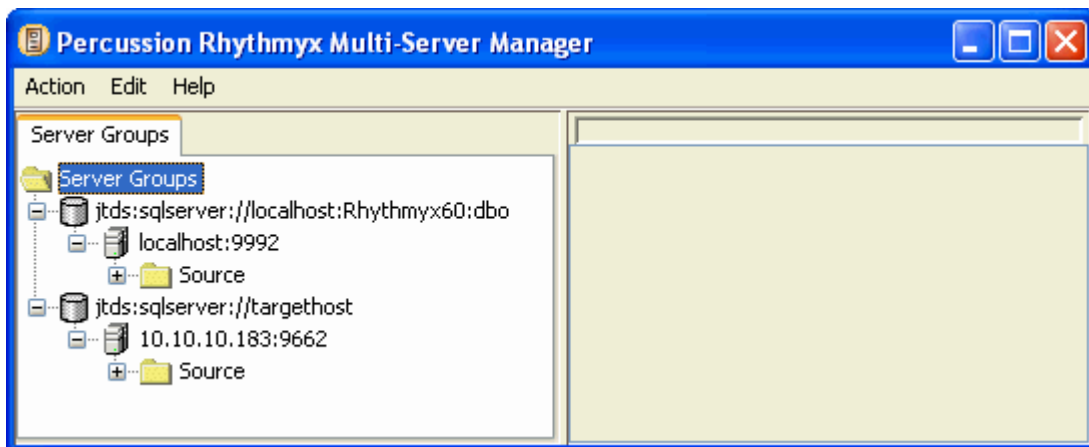 Percussion Rhythmyx Multi-Server Manager
Action Edit Help
Server Groups
Server Groups
jtds:sqlserver://localhost:Rhythmyx60:dbo
localhost:9992
Source
jtds:sqlserver://targethost
10.10.10.183:9662
Source